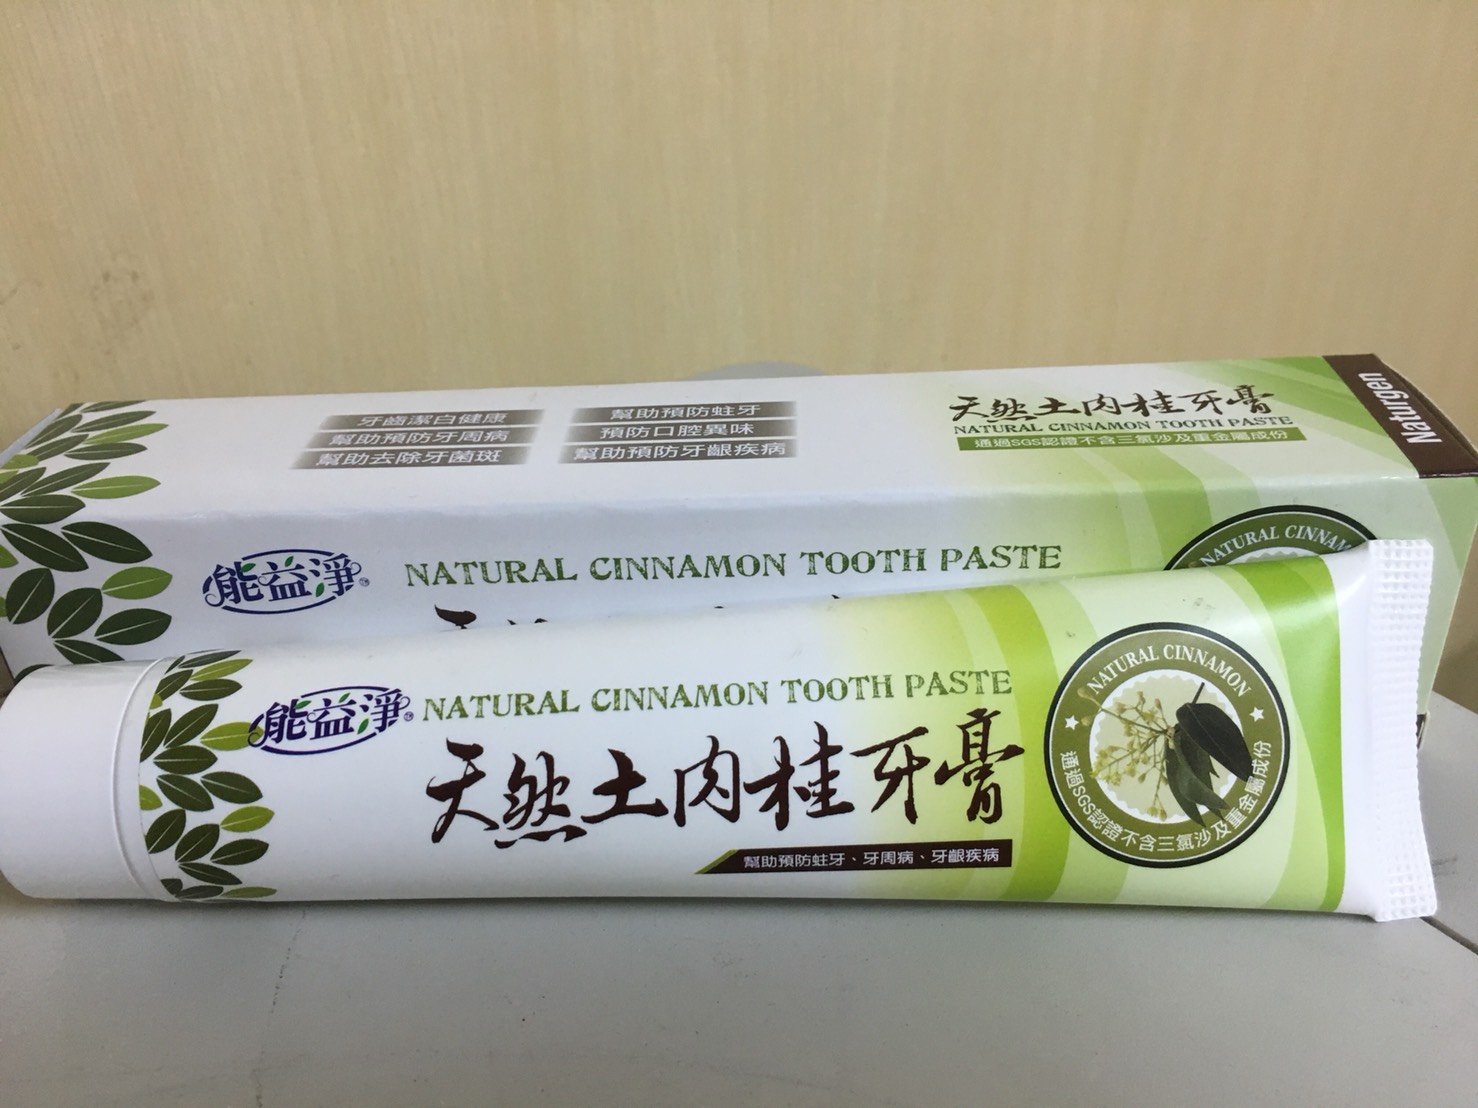 牙齒潔白健康
幫助預防牙周病
幫助去除牙菌斑
幫助預防蛀牙
預防口腔異味
幫助預防牙齦疾病
天然土肉桂牙膏
NATURAL CINNAMON TOOTH PASTE
通過SGS認證不含三氯沙及重金屬成份
Naturgen
能益淨
NATURAL CINNAMON TOOTH PASTE
NATURAL CINNAM
能益淨
NATURAL CINNAMON TOOTH PASTE
天然土肉桂牙膏
幫助預防蛀牙、牙周病、牙齦疾病
NATURAL CINNAMON
通過SGS認證不含三氯沙及重金屬成份